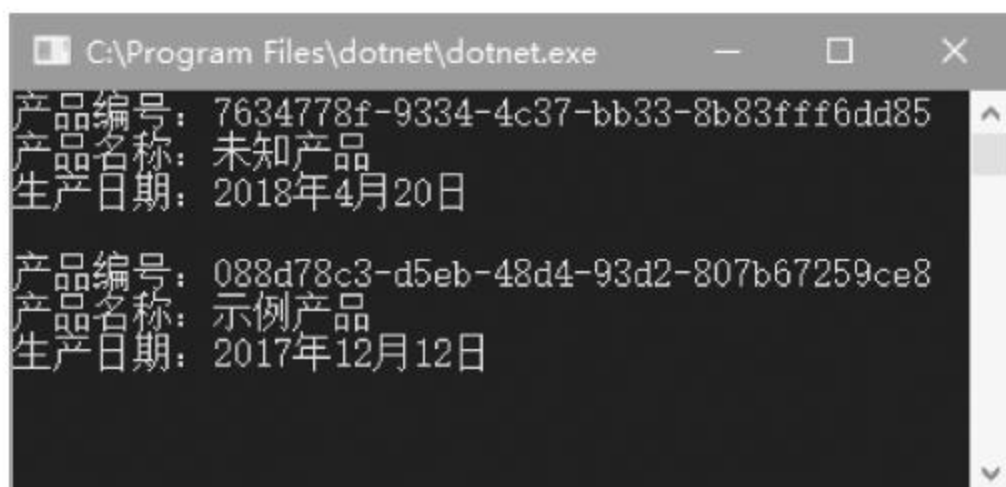 C:\Program Files\dotnet\dotnet.exe
产品编号：7634778f-9334-4c37-bb33-8b83fff6dd85
产品名称：未知产品
生产日期：2018年4月20日
产品编号：088d78c3-d5eb-48d4-93d2-807b67259ce8
产品名称：示例产品
生产日期：2017年12月12日